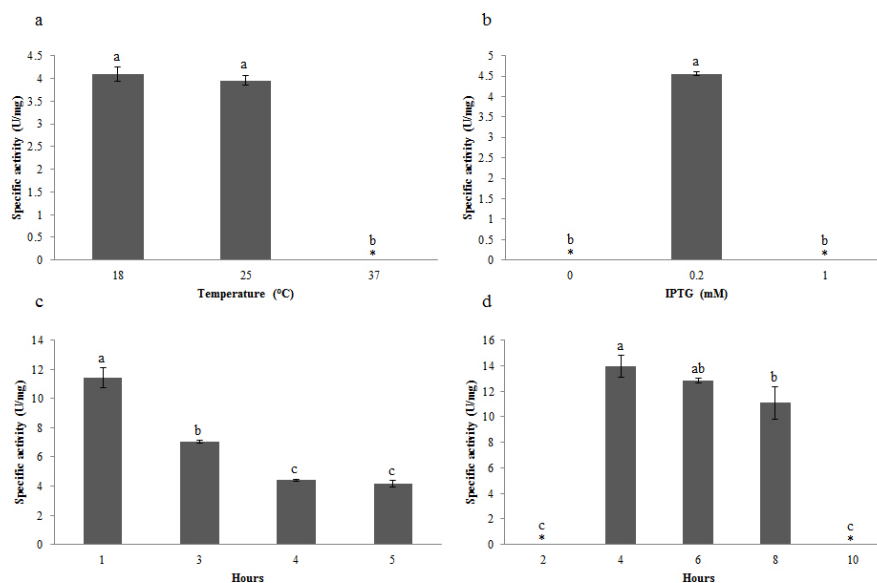 a
Specific activity (U/mg)
4.5
4
3.5
3
2.5
2
1.5
1
0.5
0
a
a
b
*
18 25 37
Temperature (°C)
b
Specific activity (U/mg)
5
4.5
4
3.5
3
2.5
2
1.5
1
0.5
0
b
*
a
b
*
0 0.2 1
IPTG (mM)
c
Specific activity (U/mg)
14
12
10
8
6
4
2
0
a
b
c
c
1 3 4 5
Hours
d
Specific activity (U/mg)
16
14
12
10
8
6
4
2
0
c
*
a
ab
b
c
*
2 4 6 8 10
Hours